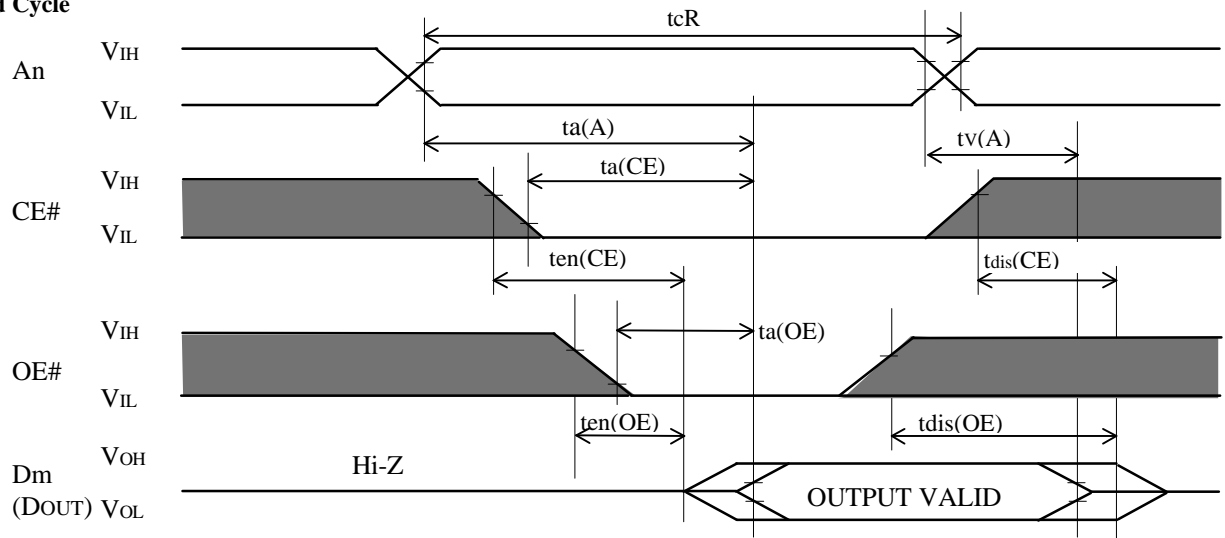 Cycle
tcR
An
VIH
VIL
ta(A)
tv(A)
ta(CE)
CE#
VIH
VIL
ten(CE)
tdis(CE)
OE#
VIH
VIL
ta(OE)
ten(OE)
tdis(OE)
Dm
(DOUT)
VOH
VOL
Hi-Z
OUTPUT VALID